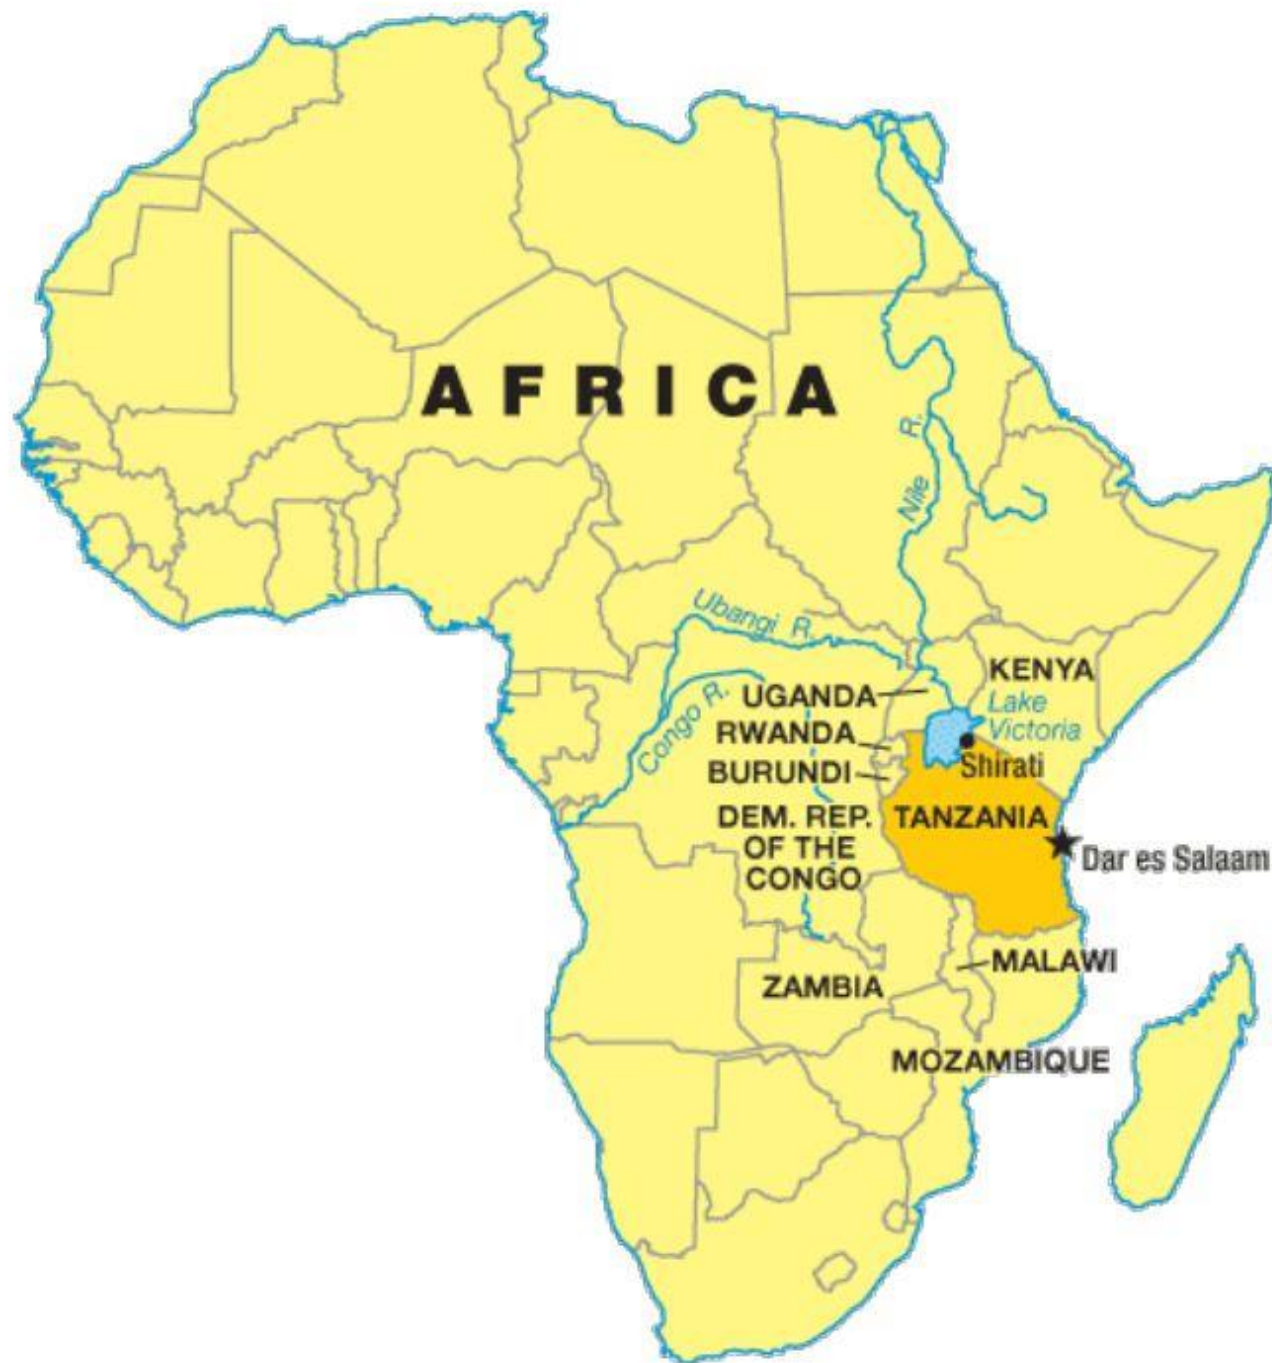 AFRICA
Nile R.
Ubangi R.
Congo R.
KENYA
UGANDA
Lake
Victoria
RWANDA
Shirati
BURUNDI
DEM. REP.
OF THE
CONGO
TANZANIA
Dar es Salaam
MALAWI
ZAMBIA
MOZAMBIQUE